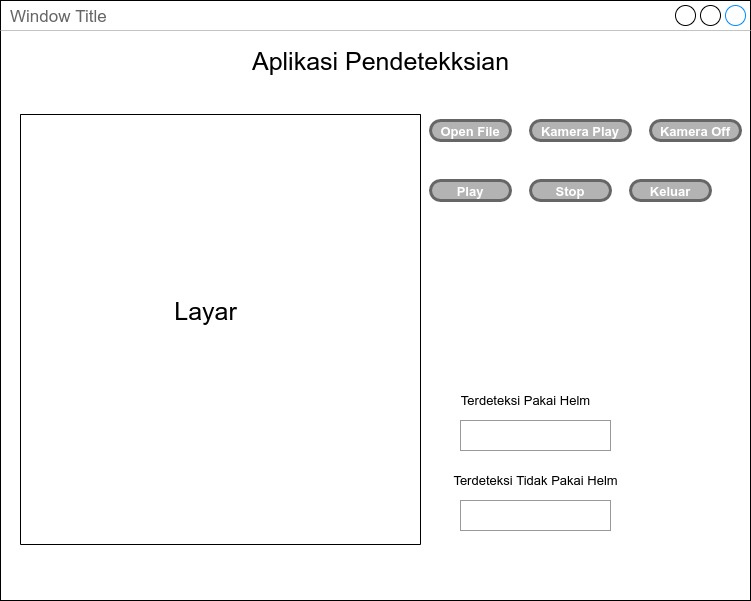 Window Title
Aplikasi Pendetekksian
Open File
Kamera Play
Kamera Off
Play
Stop
Keluar
Layar
Terdeteksi Pakai Helm
Terdeteksi Tidak Pakai Helm